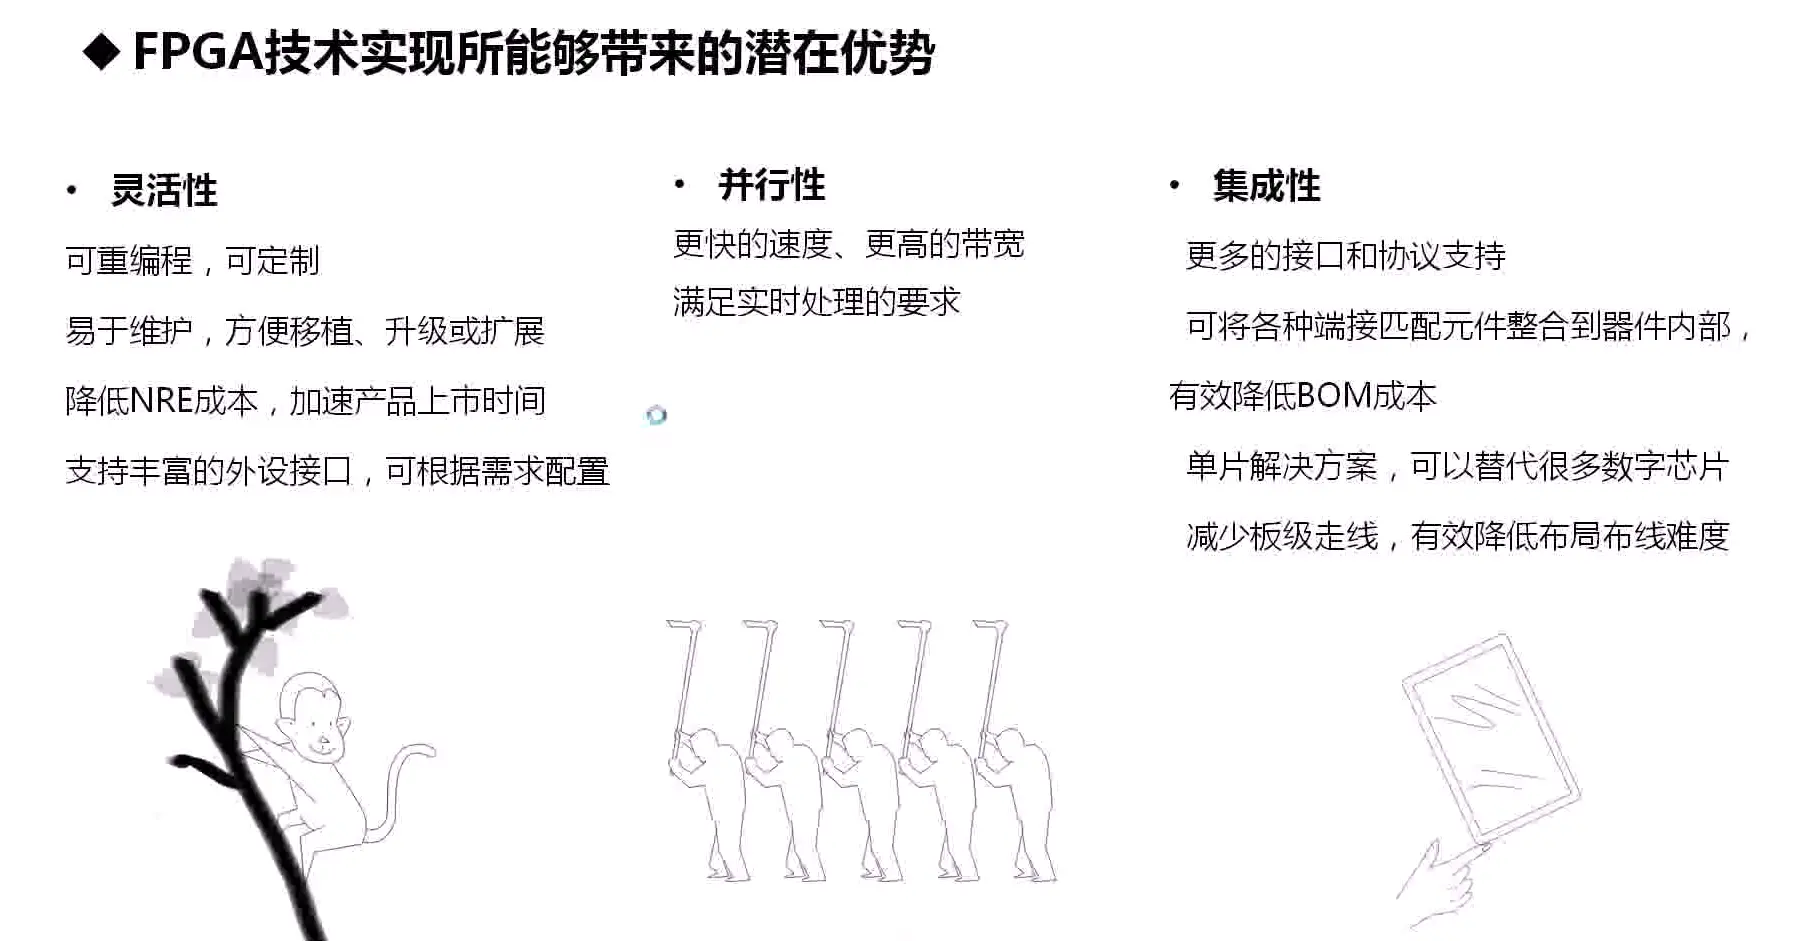 ◆ FPGA技术实现所能够带来的潜在优势
• 灵活性
可重编程，可定制
易于维护，方便移植、升级或扩展
降低NRE成本，加速产品上市时间
支持丰富的外设接口，可根据需求配置
• 并行性
更快的速度、更高的带宽
满足实时处理的要求
• 集成性
更多的接口和协议支持
可将各种端接匹配元件整合到器件内部，
有效降低BOM成本
单片解决方案，可以替代很多数字芯片
减少板级走线，有效降低布局布线难度